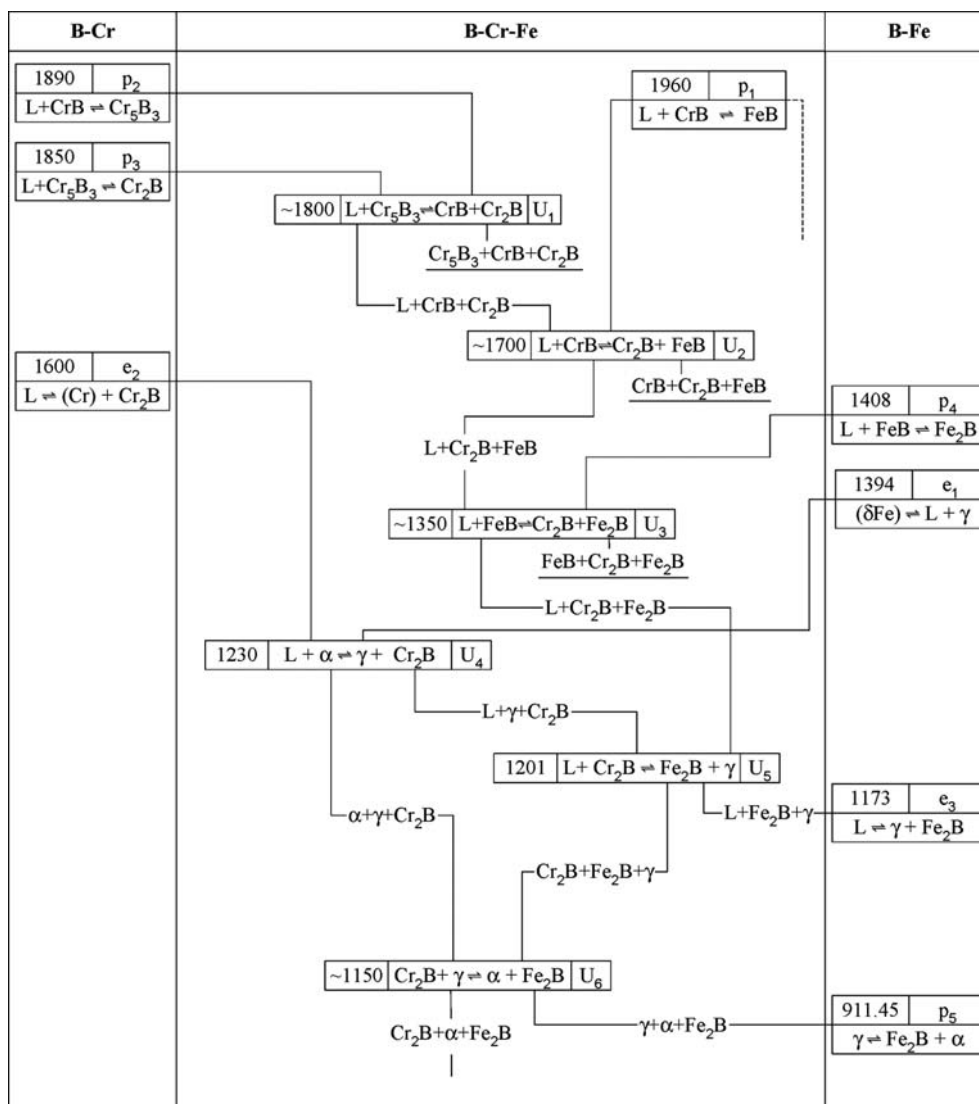 B-Cr B-Cr-Fe B-Fe
1890 p₂
L+CrB ⇌ Cr₅B₃
1960 p₁
L + CrB ⇌ FeB
1850 p₃
L+Cr₅B₃ ⇌ Cr₂B
~1800 L+Cr₅B₃⇌CrB+Cr₂B U₁
Cr₅B₃+CrB+Cr₂B
L+CrB+Cr₂B
~1700 L+CrB⇌Cr₂B+ FeB U₂
CrB+Cr₂B+FeB
1600 e₂
L ⇌ (Cr) + Cr₂B
1408 p₄
L + FeB ⇌ Fe₂B
L+Cr₂B+FeB
1394 e₁
(δFe) ⇌ L + γ
~1350 L+FeB⇌Cr₂B+Fe₂B U₃
FeB+Cr₂B+Fe₂B
L+Cr₂B+Fe₂B
1230 L + α ⇌ γ + Cr₂B U₄
L+γ+Cr₂B
1201 L+ Cr₂B ⇌ Fe₂B + γ U₅
1173 e₃
L ⇌ γ + Fe₂B
L+Fe₂B+γ
α+γ+Cr₂B
Cr₂B+Fe₂B+γ
~1150 Cr₂B+ γ ⇌ α + Fe₂B U₆
911.45 p₅
γ ⇌ Fe₂B + α
Cr₂B+α+Fe₂B
γ+α+Fe₂B